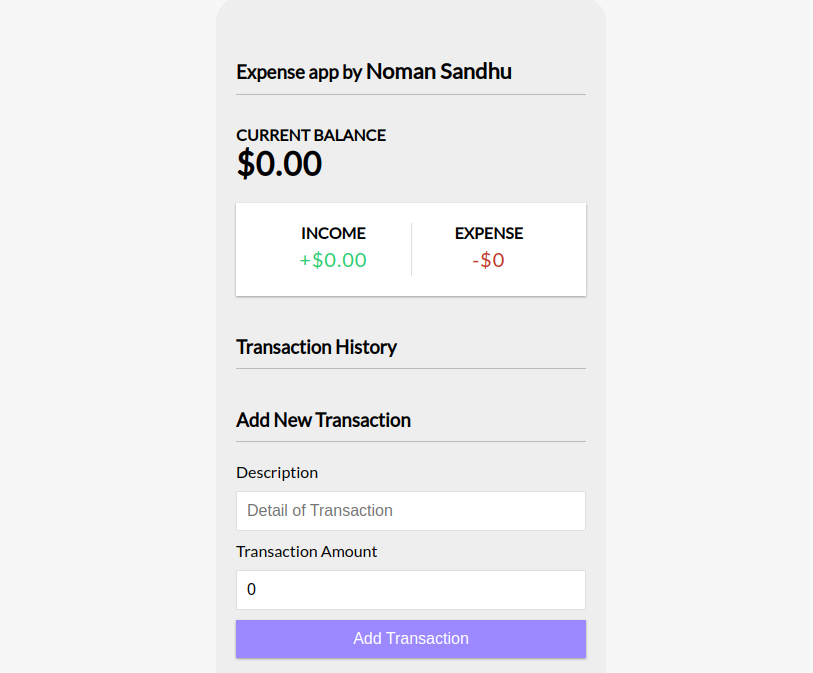 Expense app by Noman Sandhu
CURRENT BALANCE
$0.00
INCOME EXPENSE
+$0.00 -$0
Transaction History
Add New Transaction
Description
Detail of Transaction
Transaction Amount
0
Add Transaction